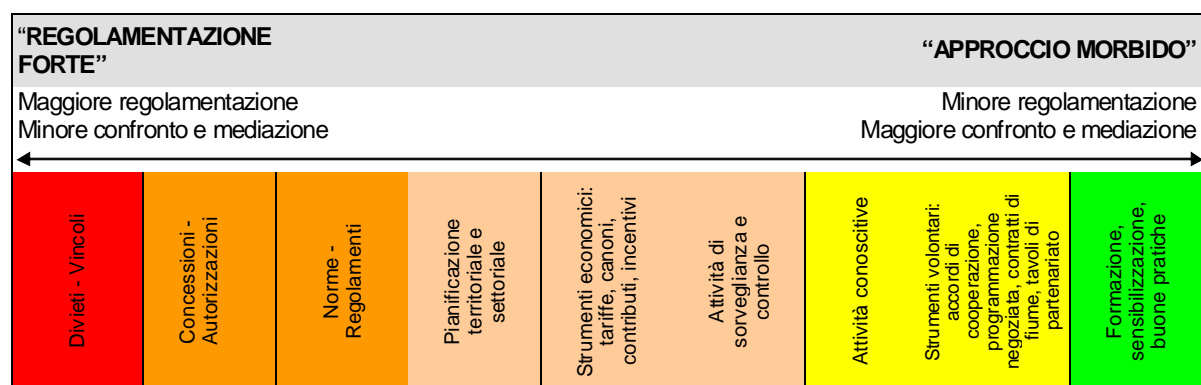 “REGOLAMENTAZIONE
FORTE”
“APPROCCIO MORBIDO”
Maggiore regolamentazione
Minore confronto e mediazione
Minore regolamentazione
Maggiore confronto e mediazione
Divieti - Vincoli
Concessioni -
Autorizzazioni
Norme -
Regolamenti
Pianificazione
territoriale e
settoriale
Strumenti economici:
tariffe, canoni,
contributi, incentivi
Attività di
sorveglianza e
controllo
Attività conoscitive
Strumenti volontari:
accordi di
cooperazione,
programmazione
negoziata, contratti di
fiume, tavoli di
partenariato
Formazione,
sensibilizzazione,
buone pratiche